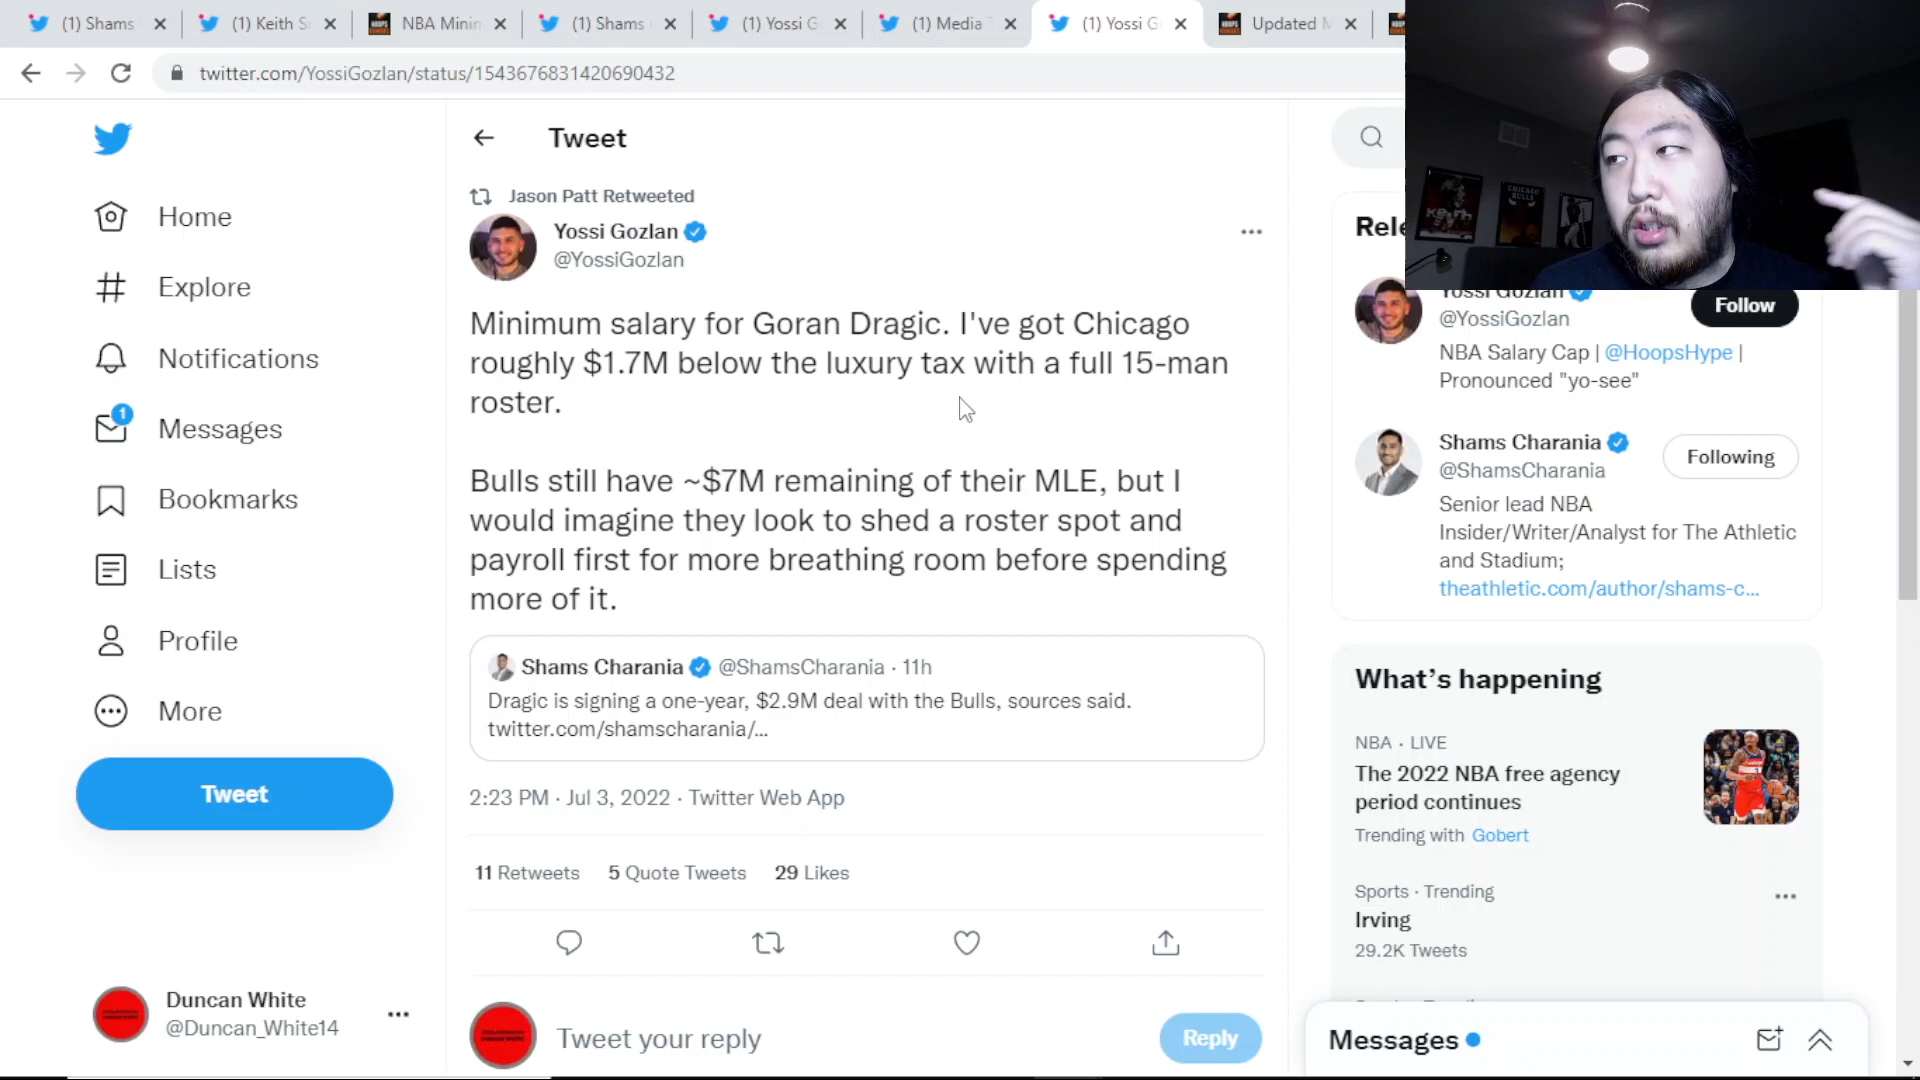 (1) Shams
(1) Keith S
NBA Minin
(1) Shams
(1) Yossi G
(1) Media
(1) Yossi G
Updated M
twitter.com/YossiGozlan/status/1543676831420690432
Tweet
Home
Explore
Notifications
1
Messages
Bookmarks
Lists
Profile
More
Tweet
Duncan White
@Duncan_White14
Jason Patt Retweeted
Yossi Gozlan
@YossiGozlan
Minimum salary for Goran Dragic. I've got Chicago
roughly $1.7M below the luxury tax with a full 15-man
roster.
Bulls still have ~$7M remaining of their MLE, but I
would imagine they look to shed a roster spot and
payroll first for more breathing room before spending
more of it.
Shams Charania @ShamsCharania · 11h
Dragic is signing a one-year, $2.9M deal with the Bulls, sources said.
twitter.com/shamscharania/...
2:23 PM · Jul 3, 2022 · Twitter Web App
11 Retweets 5 Quote Tweets 29 Likes
Tweet your reply
Reply
CHICAGO
BULLS
Rele
Yossi Gozlan
@YossiGozlan
Follow
NBA Salary Cap | @HoopsHype |
Pronounced "yo-see"
Shams Charania
@ShamsCharania
Following
Senior lead NBA
Insider/Writer/Analyst for The Athletic
and Stadium;
theathletic.com/author/shams-c...
What's happening
NBA · LIVE
The 2022 NBA free agency
period continues
Trending with Gobert
Sports · Trending
Irving
29.2K Tweets
Messages